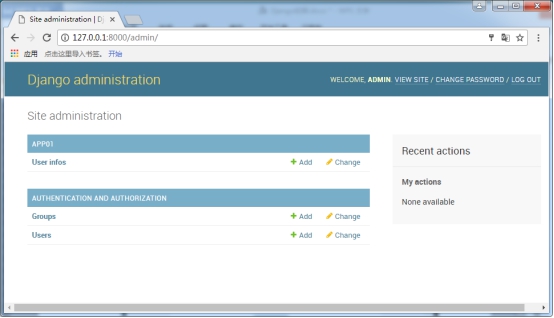 Site administration | Dj
127.0.0.1:8000/admin/
应用 点击这里导入书签。 开始
Django administration
WELCOME, ADMIN. VIEW SITE / CHANGE PASSWORD / LOG OUT
Site administration
APP01
User infos Add Change
AUTHENTICATION AND AUTHORIZATION
Groups Add Change
Users Add Change
Recent actions
My actions
None available